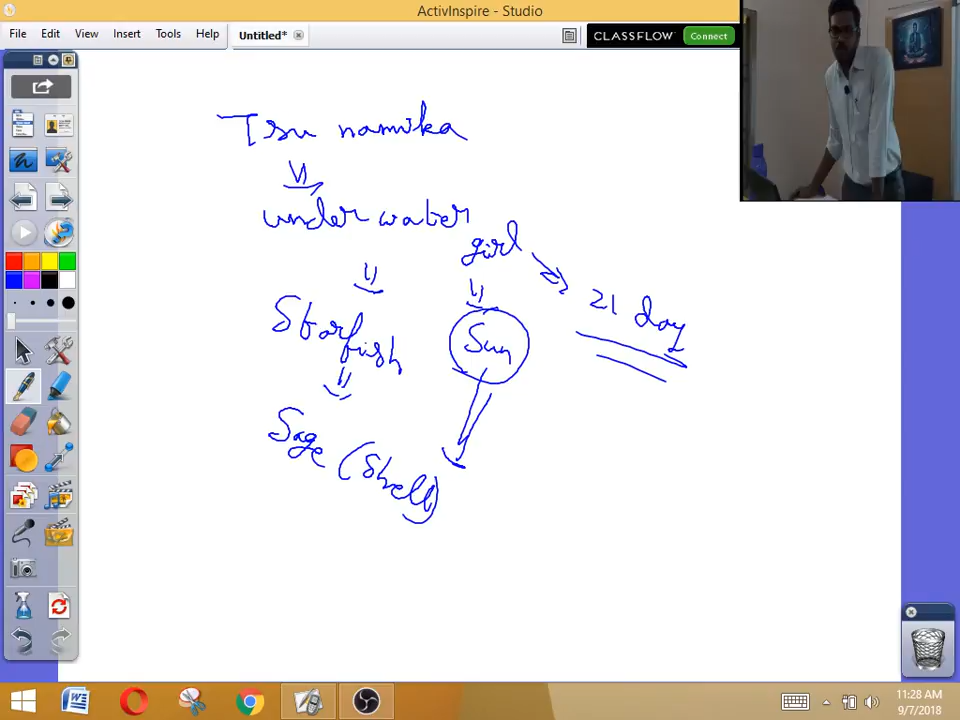 ActivInspire - Studio
File Edit View Insert Tools Help Untitled*
CLASSFLOW Connect
Tsu namika
under water
girl
21 day
Starfish
Sun
Sage (Shell)
11:28 AM
9/7/2018